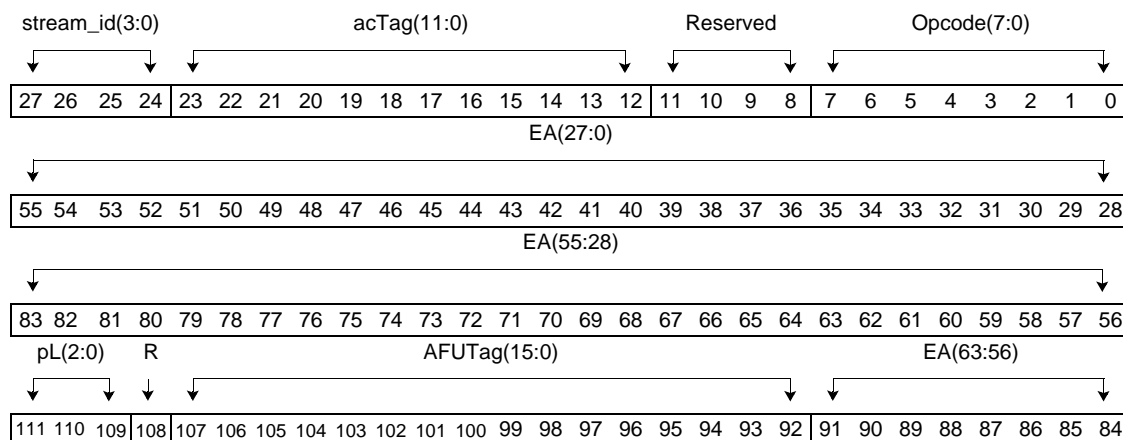 stream_id(3:0) acTag(11:0) Reserved Opcode(7:0)
27 26 25 24 23 22 21 20 19 18 17 16 15 14 13 12 11 10 9 8 7 6 5 4 3 2 1 0
EA(27:0)
55 54 53 52 51 50 49 48 47 46 45 44 43 42 41 40 39 38 37 36 35 34 33 32 31 30 29 28
EA(55:28)
83 82 81 80 79 78 77 76 75 74 73 72 71 70 69 68 67 66 65 64 63 62 61 60 59 58 57 56
pL(2:0) R AFUTag(15:0) EA(63:56)
111 110 109 108 107 106 105 104 103 102 101 100 99 98 97 96 95 94 93 92 91 90 89 88 87 86 85 84